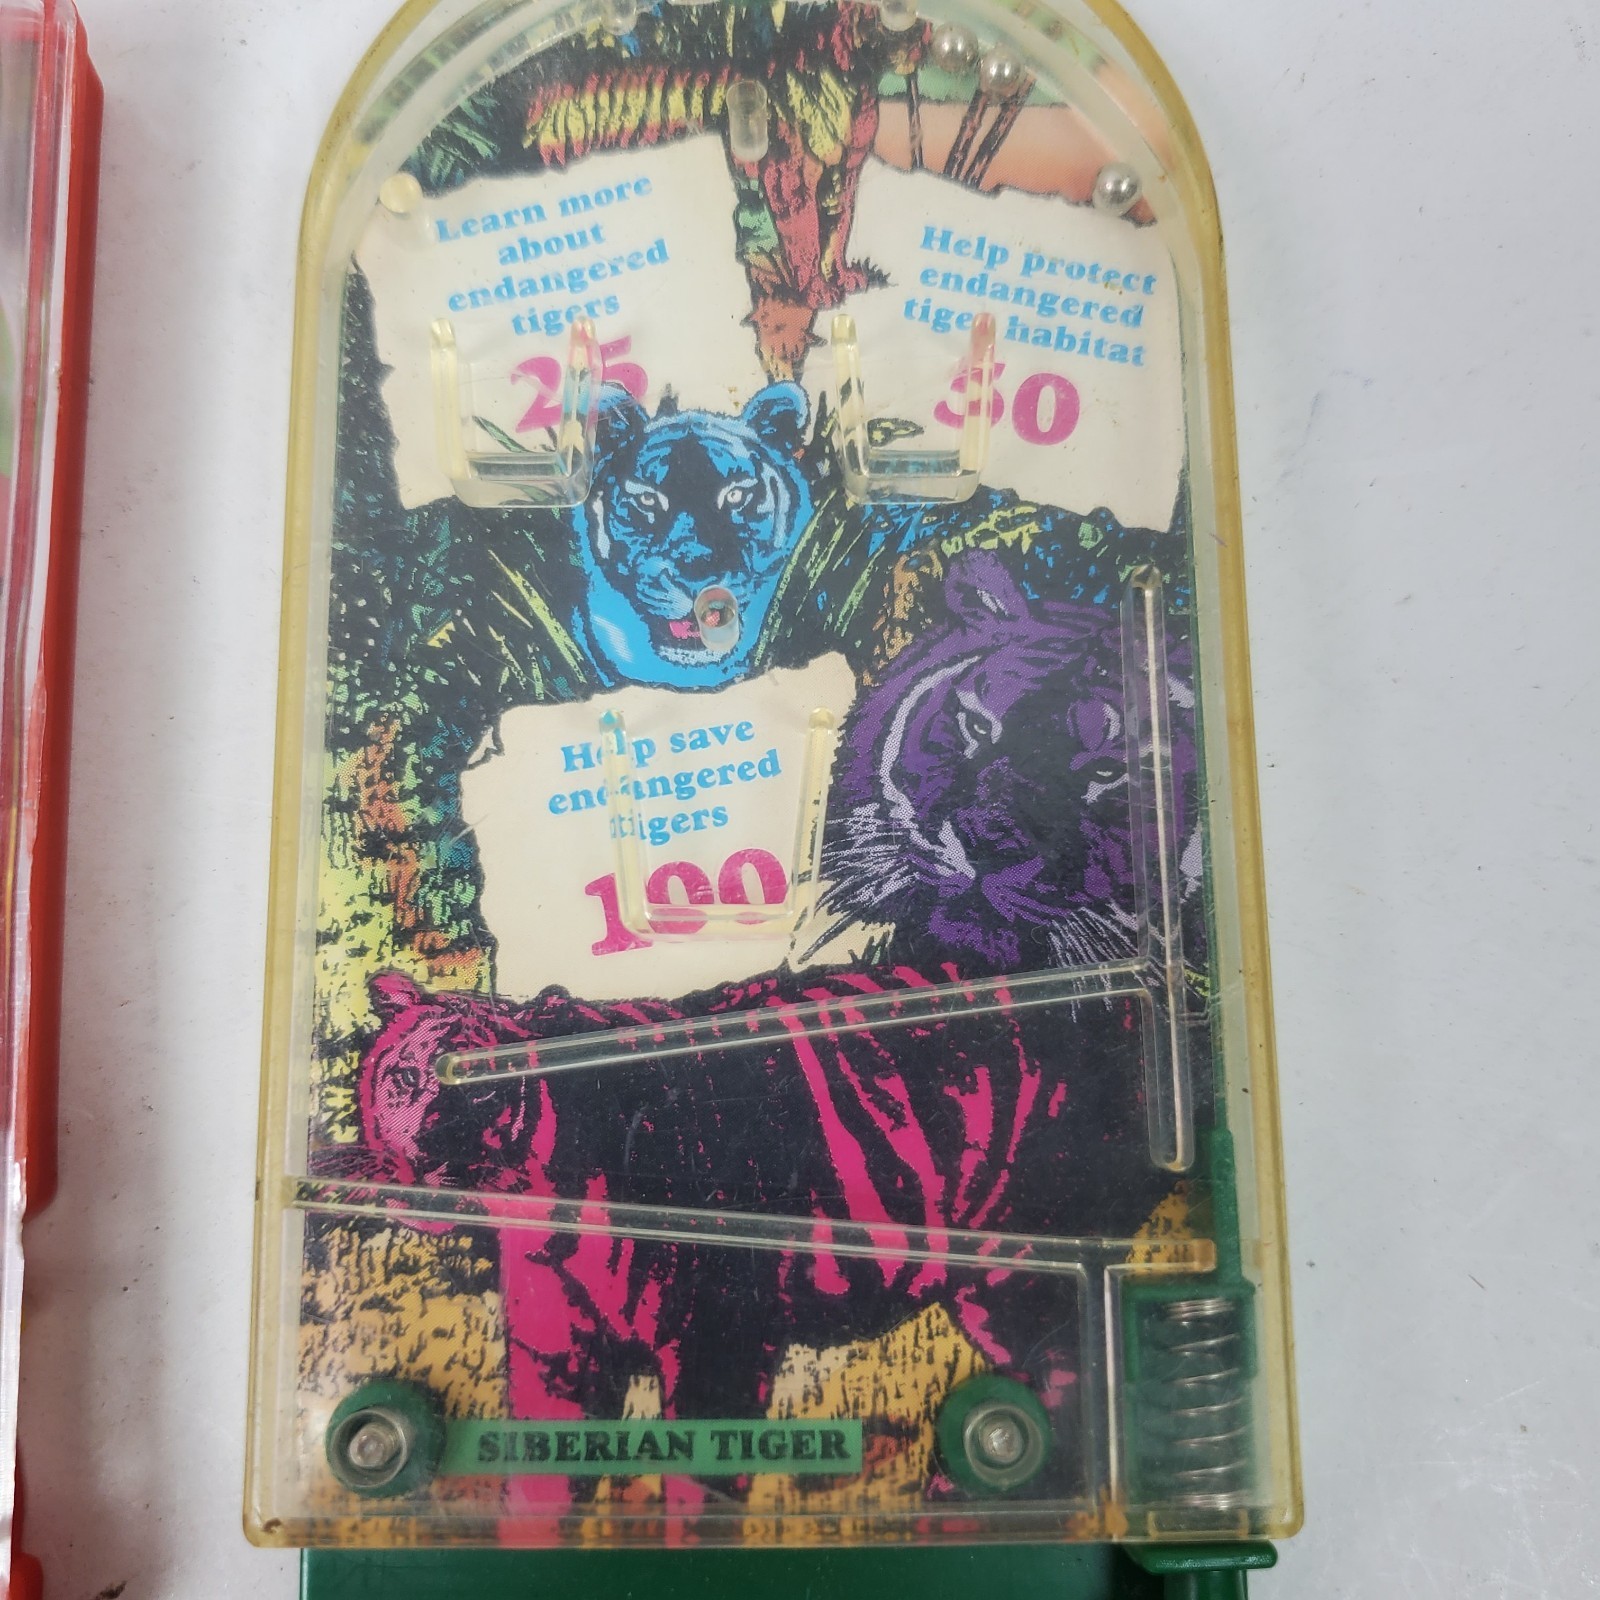 Learn more
about
endangered
tigers
25
Help protect
endangered
tiger habitat
50
Help save
endangered
tigers
100
SIBERIAN TIGER